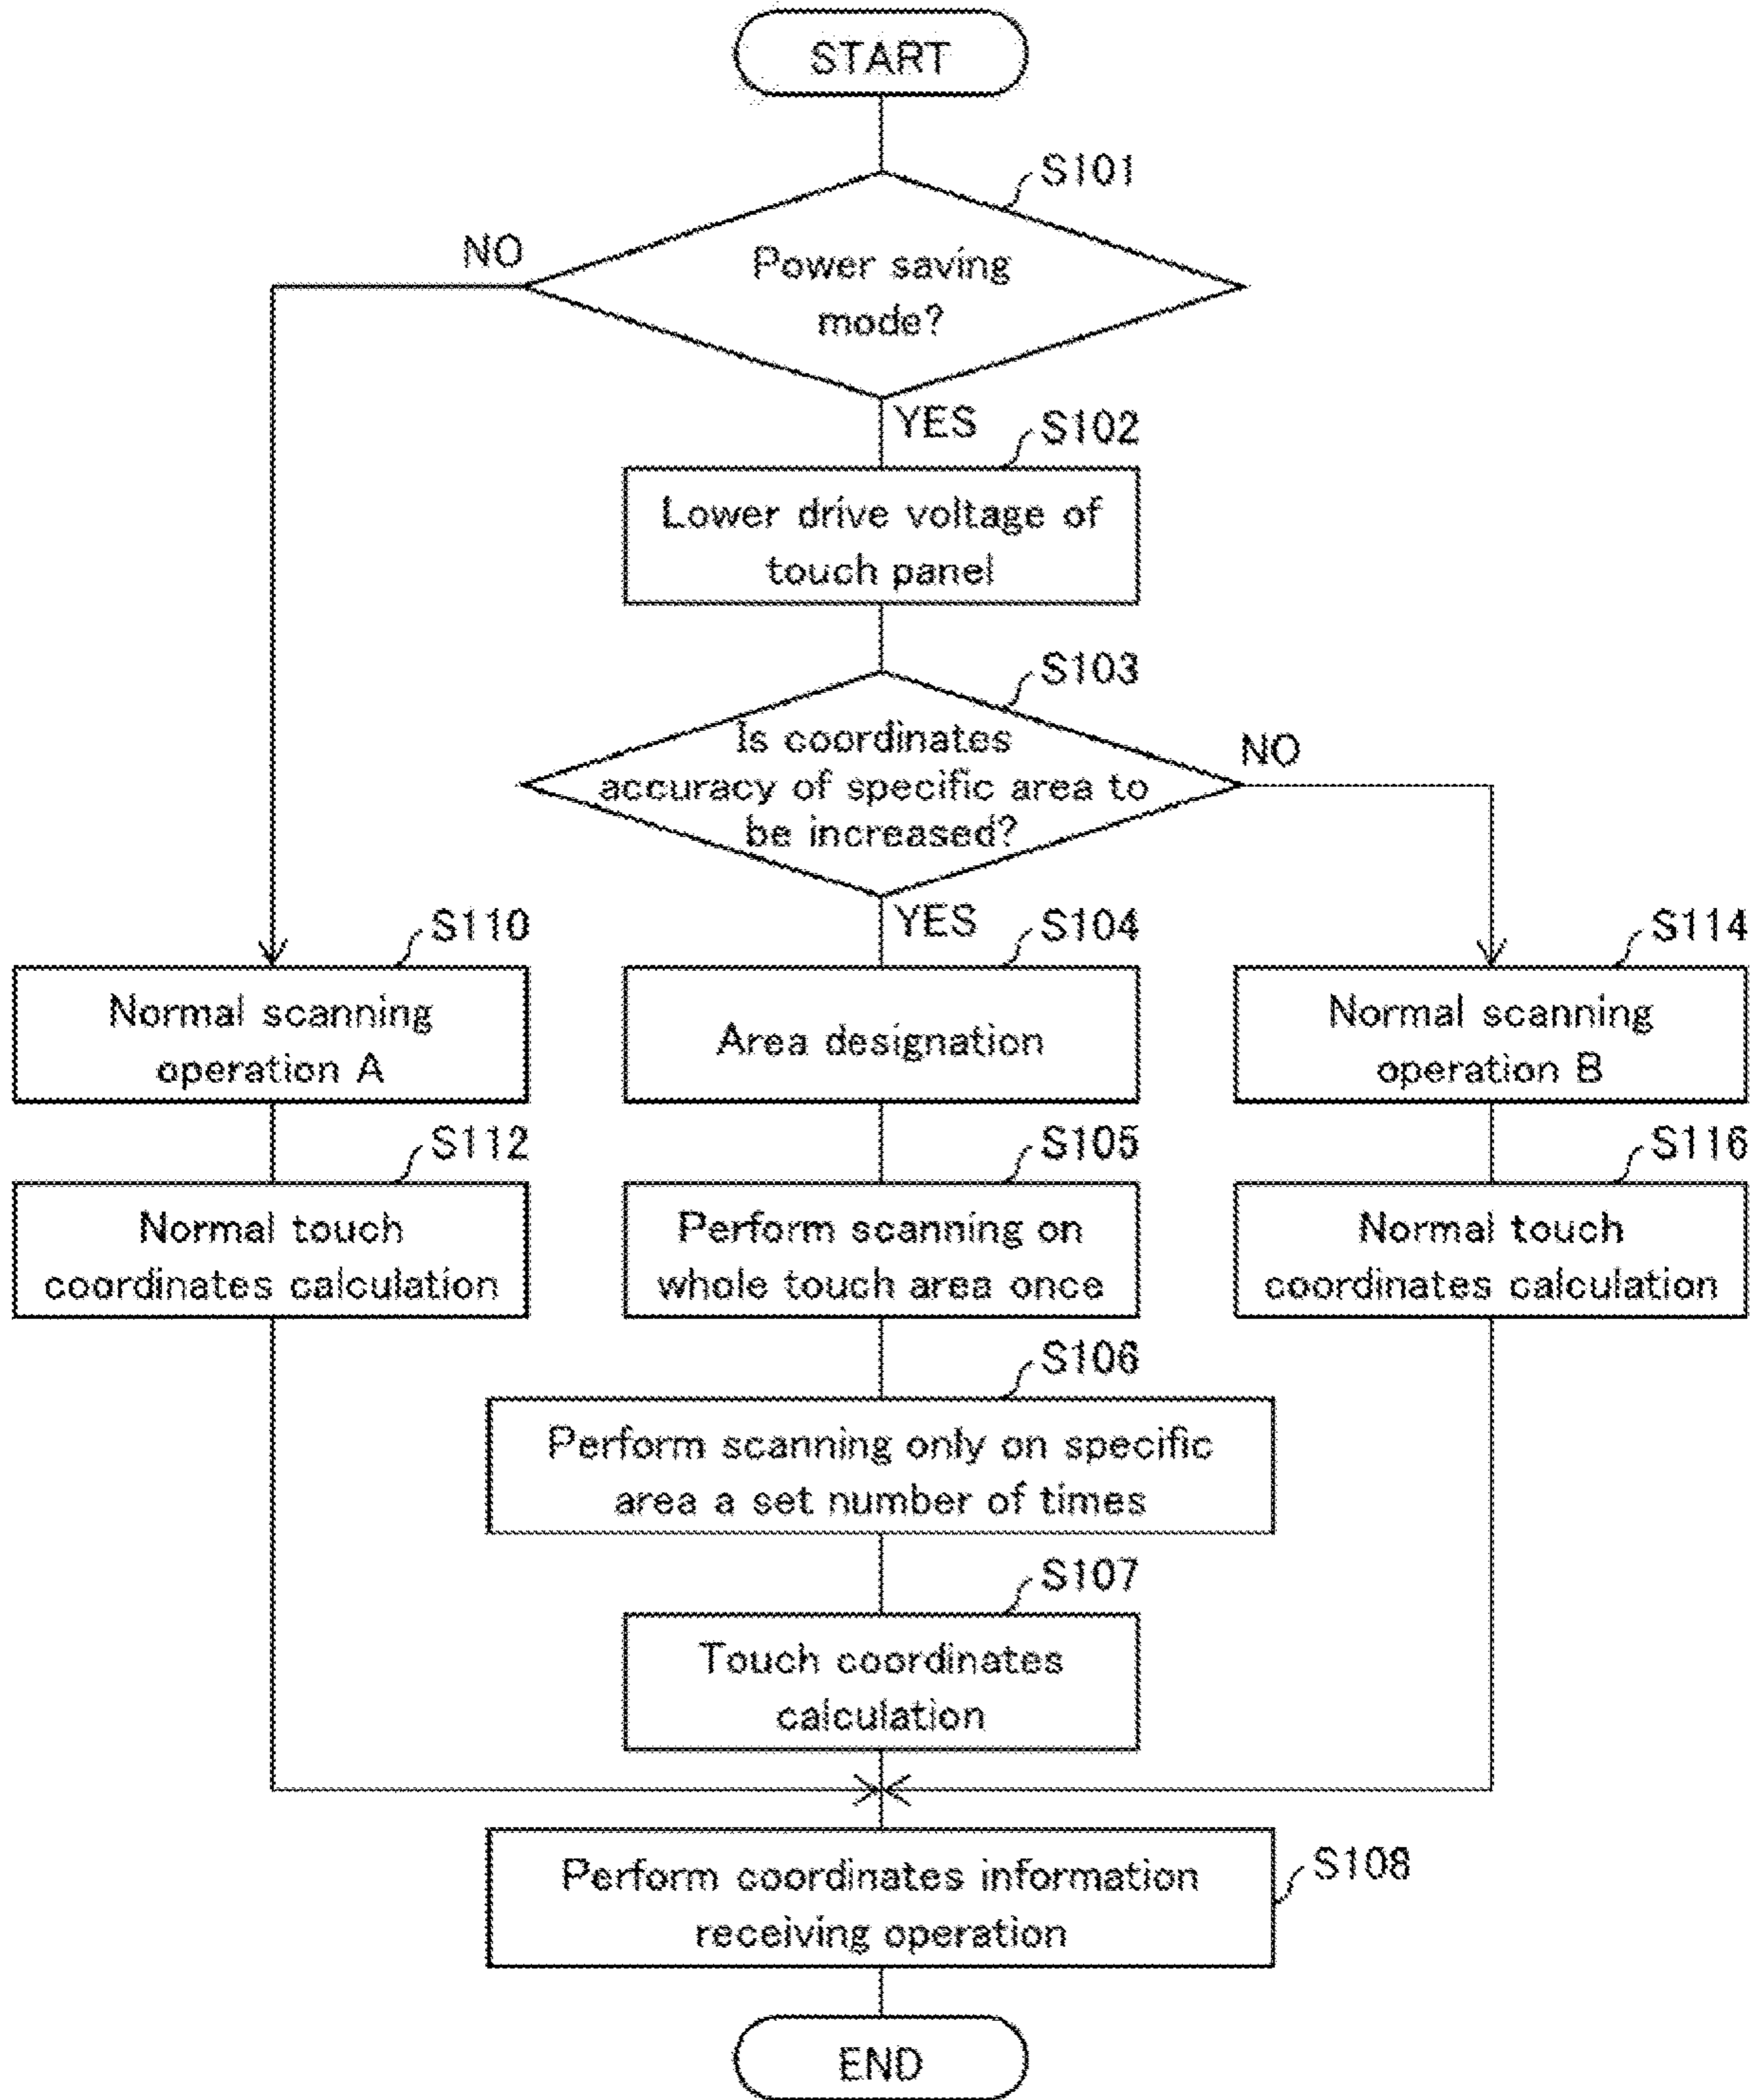 START
S101
NO
Power saving
mode?
YES
S102
Lower drive voltage of
touch panel
S103
Is coordinates
accuracy of specific area to
be increased?
NO
YES
S110
Normal scanning
operation A
S104
Area designation
S114
Normal scanning
operation B
S112
Normal touch
coordinates calculation
S105
Perform scanning on
whole touch area once
S116
Normal touch
coordinates calculation
S106
Perform scanning only on specific
area a set number of times
S107
Touch coordinates
calculation
Perform coordinates information
receiving operation
S108
END